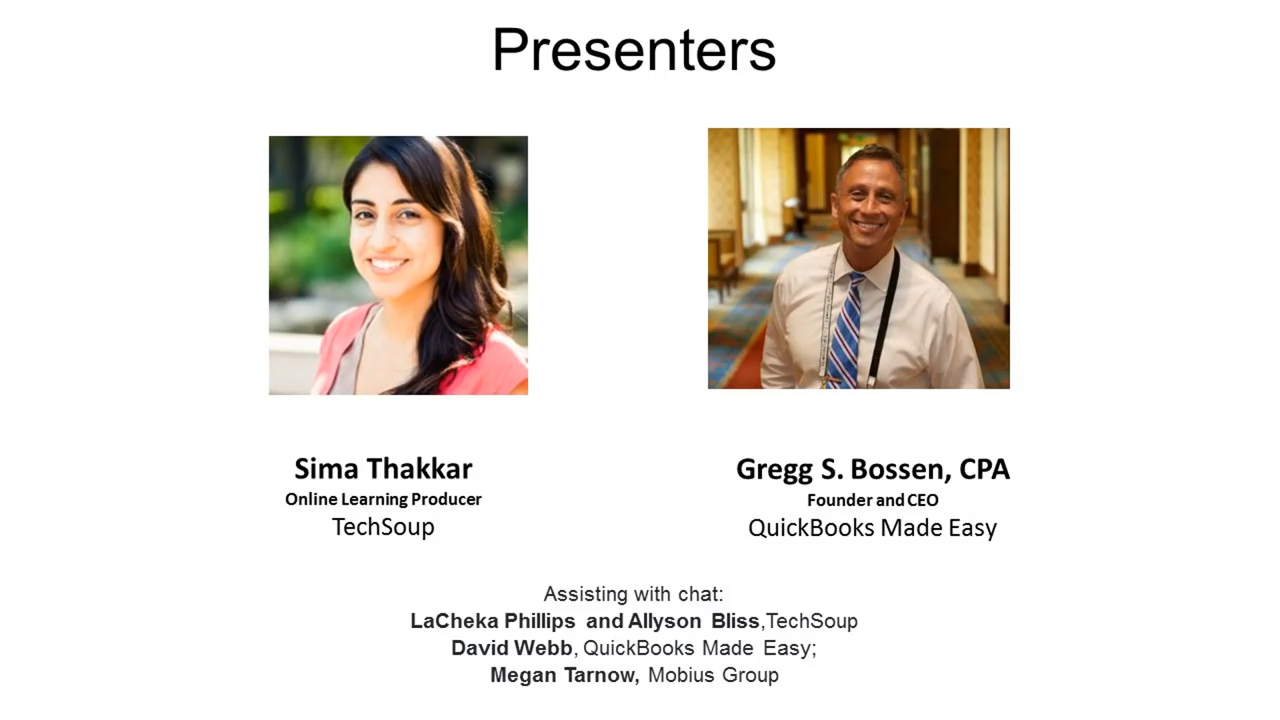 Presenters
Sima Thakkar
Online Learning Producer
TechSoup
Gregg S. Bossen, CPA
Founder and CEO
QuickBooks Made Easy
Assisting with chat:
LaCheka Phillips and Allyson Bliss,TechSoup
David Webb, QuickBooks Made Easy;
Megan Tarnow, Mobius Group